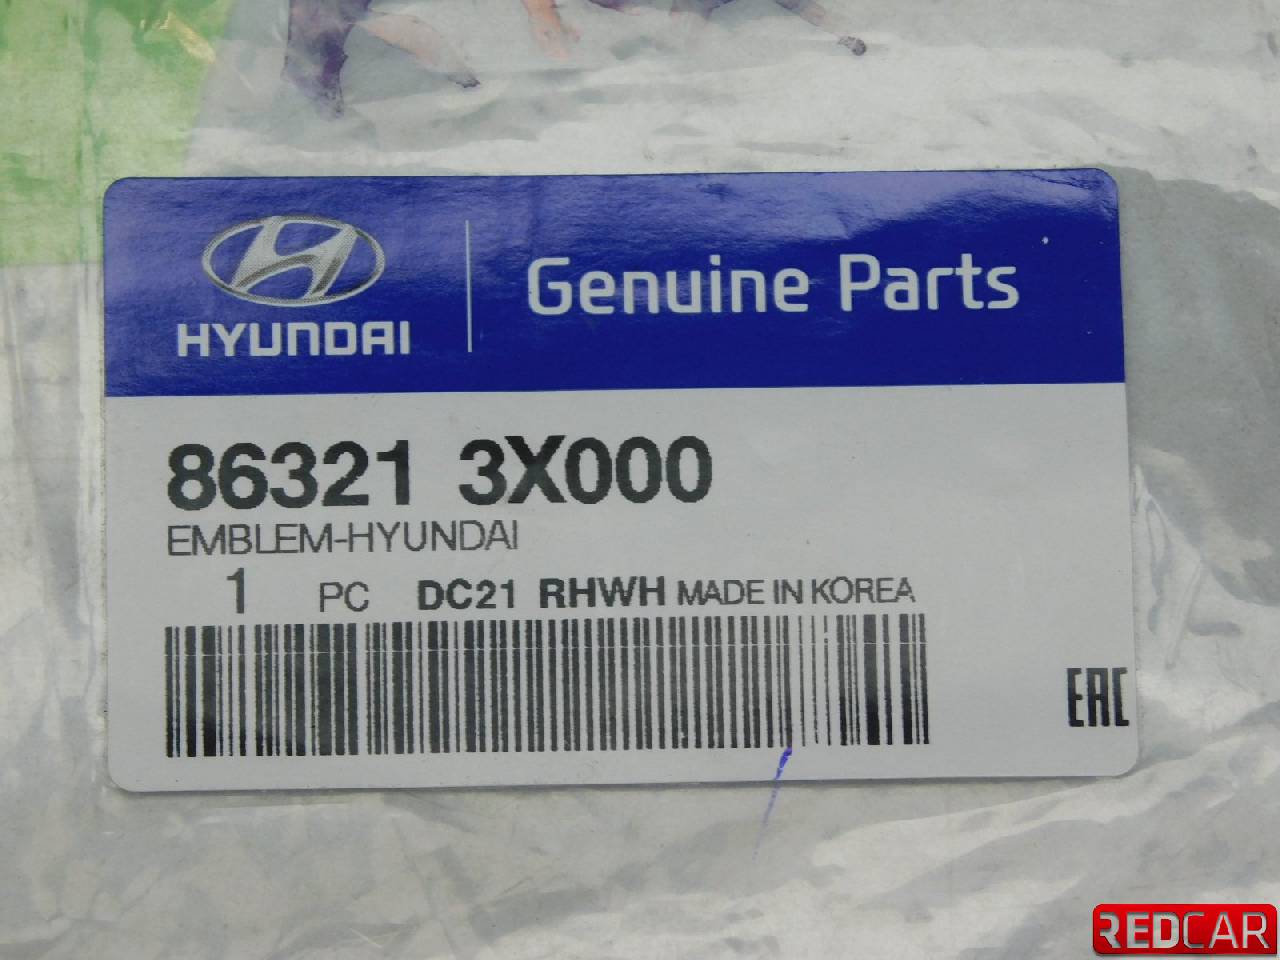 HYUNDAI
Genuine Parts
86321 3X000
EMBLEM-HYUNDAI
1 PC DC21 RHWH MADE IN KOREA
EAC
REDCAR